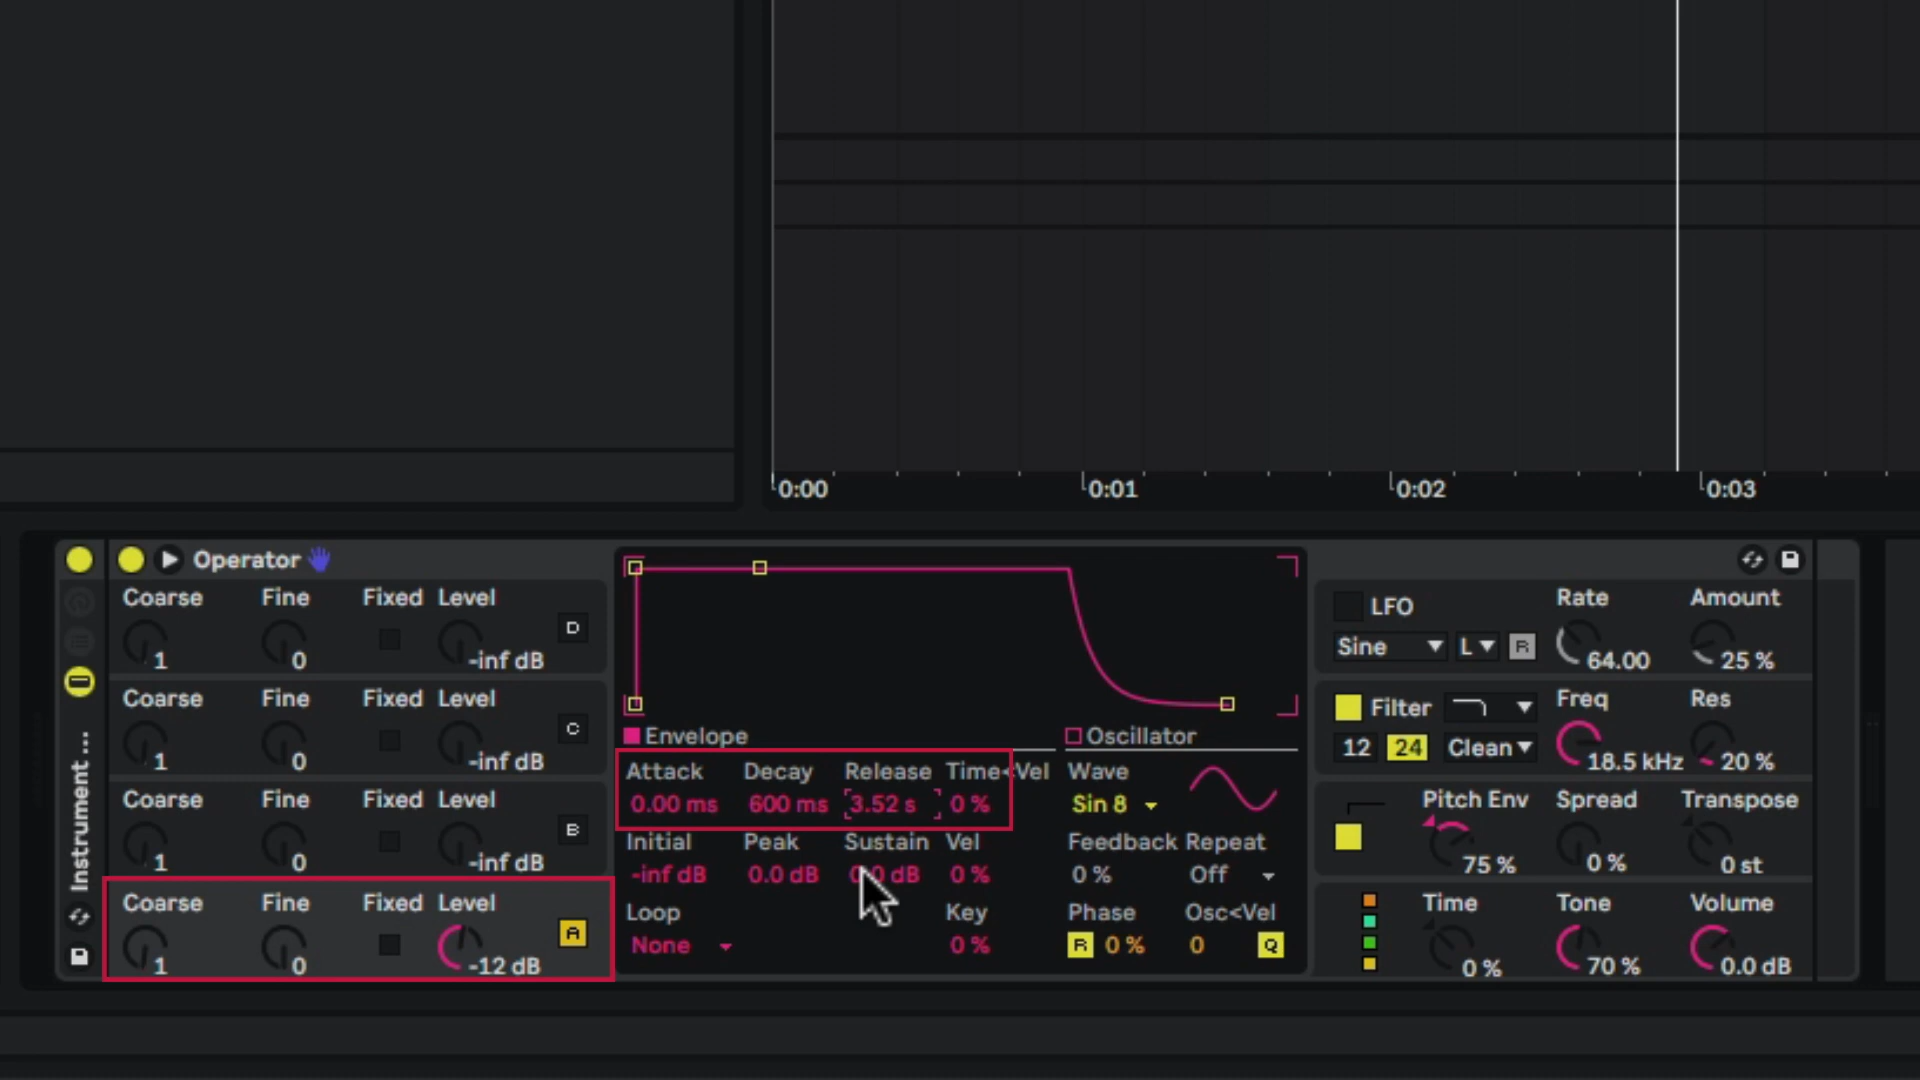 0:00 0:01 0:02 0:03
Operator
Instrument ...
Coarse Fine Fixed Level
1 0 -inf dB D
Coarse Fine Fixed Level
1 0 -inf dB C
Coarse Fine Fixed Level
1 0 -inf dB B
Coarse Fine Fixed Level
1 0 -12 dB A
Envelope Oscillator
Attack Decay Release Time<Vel
0.00 ms 600 ms 3.52 s 0 %
Initial Peak Sustain Vel
-inf dB 0.0 dB 0.0 dB 0 %
Loop Key
None 0 %
Wave
Sin 8
Feedback Repeat
0 % Off
Phase Osc<Vel
R 0 % 0 Q
LFO Rate Amount
Sine L R 64.00 25 %
Filter Freq Res
12 24 Clean 18.5 kHz 20 %
Pitch Env Spread Transpose
75 % 0 % 0 st
Time Tone Volume
0 % 70 % 0.0 dB